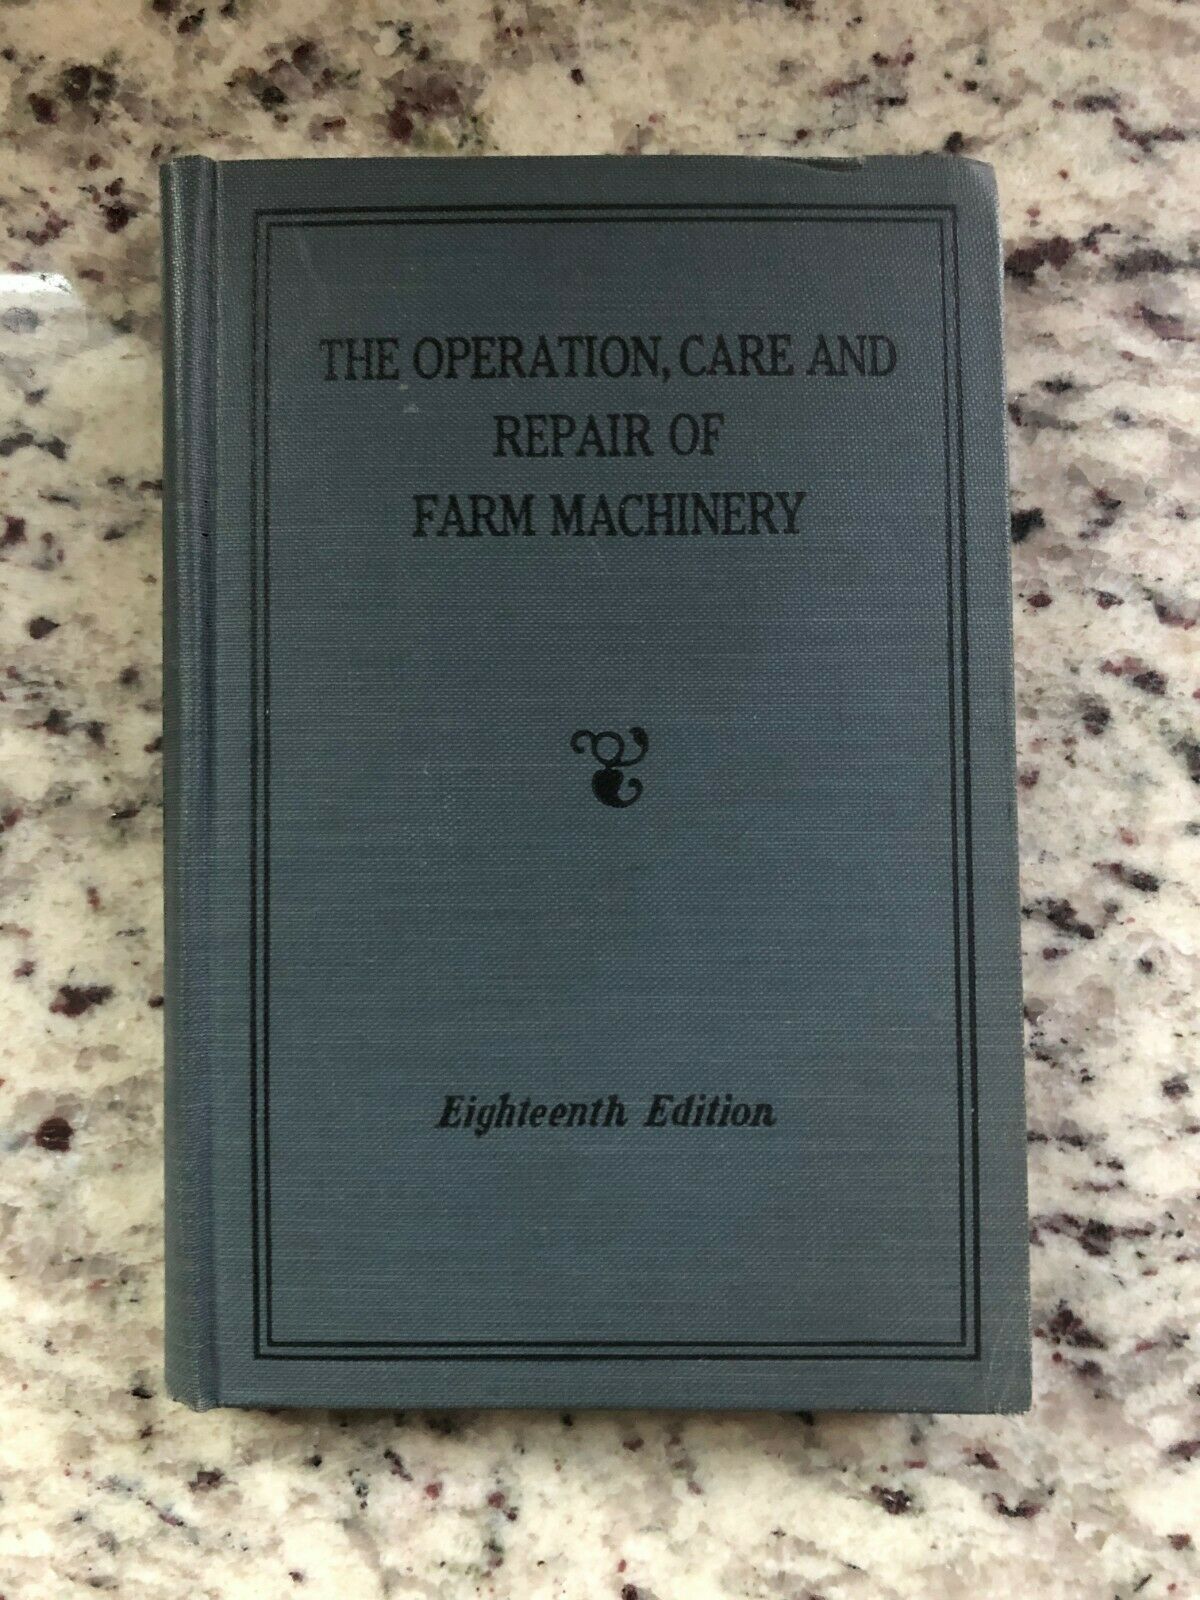 THE OPERATION, CARE AND
REPAIR OF
FARM MACHINERY
Eighteenth Edition